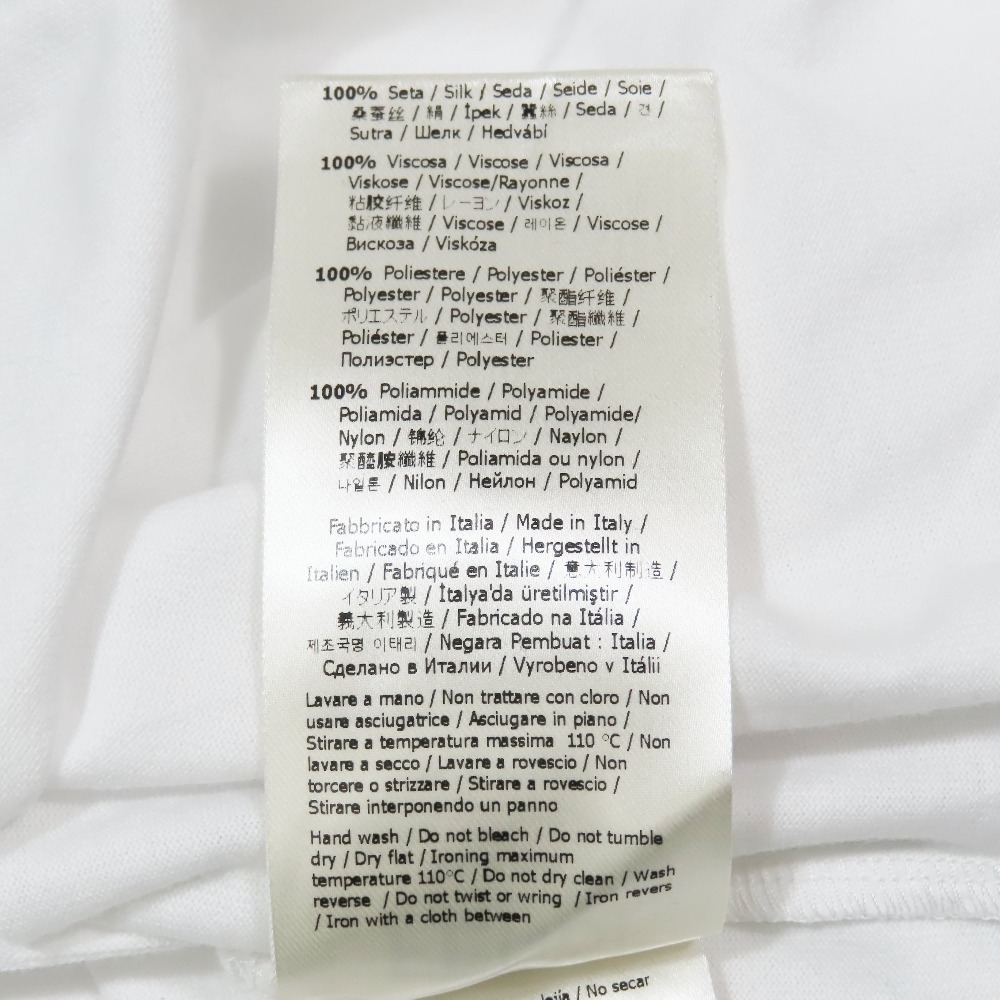 100% Seta / Silk / Seda / Seide / Soie /
桑蚕丝 / 絹 / İpek / 蠶絲 / Seda / 견 /
Sutra / Шелк / Hedvábí
100% Viscosa / Viscose / Viscosa /
Viskose / Viscose/Rayonne /
粘胶纤维 / レーヨン / Viskoz /
黏液纖維 / Viscose / 레이온 / Viscose /
Вискоза / Viskóza
100% Poliestere / Polyester / Poliéster /
Polyester / Polyester / 聚酯纤维 /
ポリエステル / Polyester / 聚酯纖維 /
Poliéster / 폴리에스터 / Poliester /
Полиэстер / Polyester
100% Poliammide / Polyamide /
Poliamida / Polyamid / Polyamide/
Nylon / 锦纶 / ナイロン / Naylon /
聚醯胺纖維 / Poliamida ou nylon /
나일론 / Nilon / Нейлон / Polyamid
Fabbricato in Italia / Made in Italy /
Fabricado en Italia / Hergestellt in
Italien / Fabriqué en Italie / 意大利制造 /
イタリア製 / İtalya'da üretilmiştir /
義大利製造 / Fabricado na Itália /
제조국명 이태리 / Negara Pembuat : Italia /
Сделано в Италии / Vyrobeno v Itálii
Lavare a mano / Non trattare con cloro / Non
usare asciugatrice / Asciugare in piano /
Stirare a temperatura massima 110 °C / Non
lavare a secco / Lavare a rovescio / Non
torcere o strizzare / Stirare a rovescio /
Stirare interponendo un panno
Hand wash / Do not bleach / Do not tumble
dry / Dry flat / Ironing maximum
temperature 110°C / Do not dry clean / Wash
reverse / Do not twist or wring / Iron revers
/ Iron with a cloth between
/ No secar